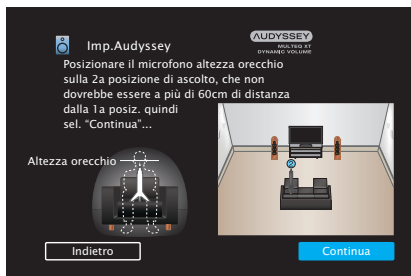 Imp.Audyssey
AUDYSSEY
MULTEQ XT
DYNAMIC VOLUME
Posizionare il microfono altezza orecchio
sulla 2a posizione di ascolto, che non
dovrebbe essere a più di 60cm di distanza
dalla 1a posiz. quindi
sel. “Continua”...
Altezza orecchio
Indietro
Continua